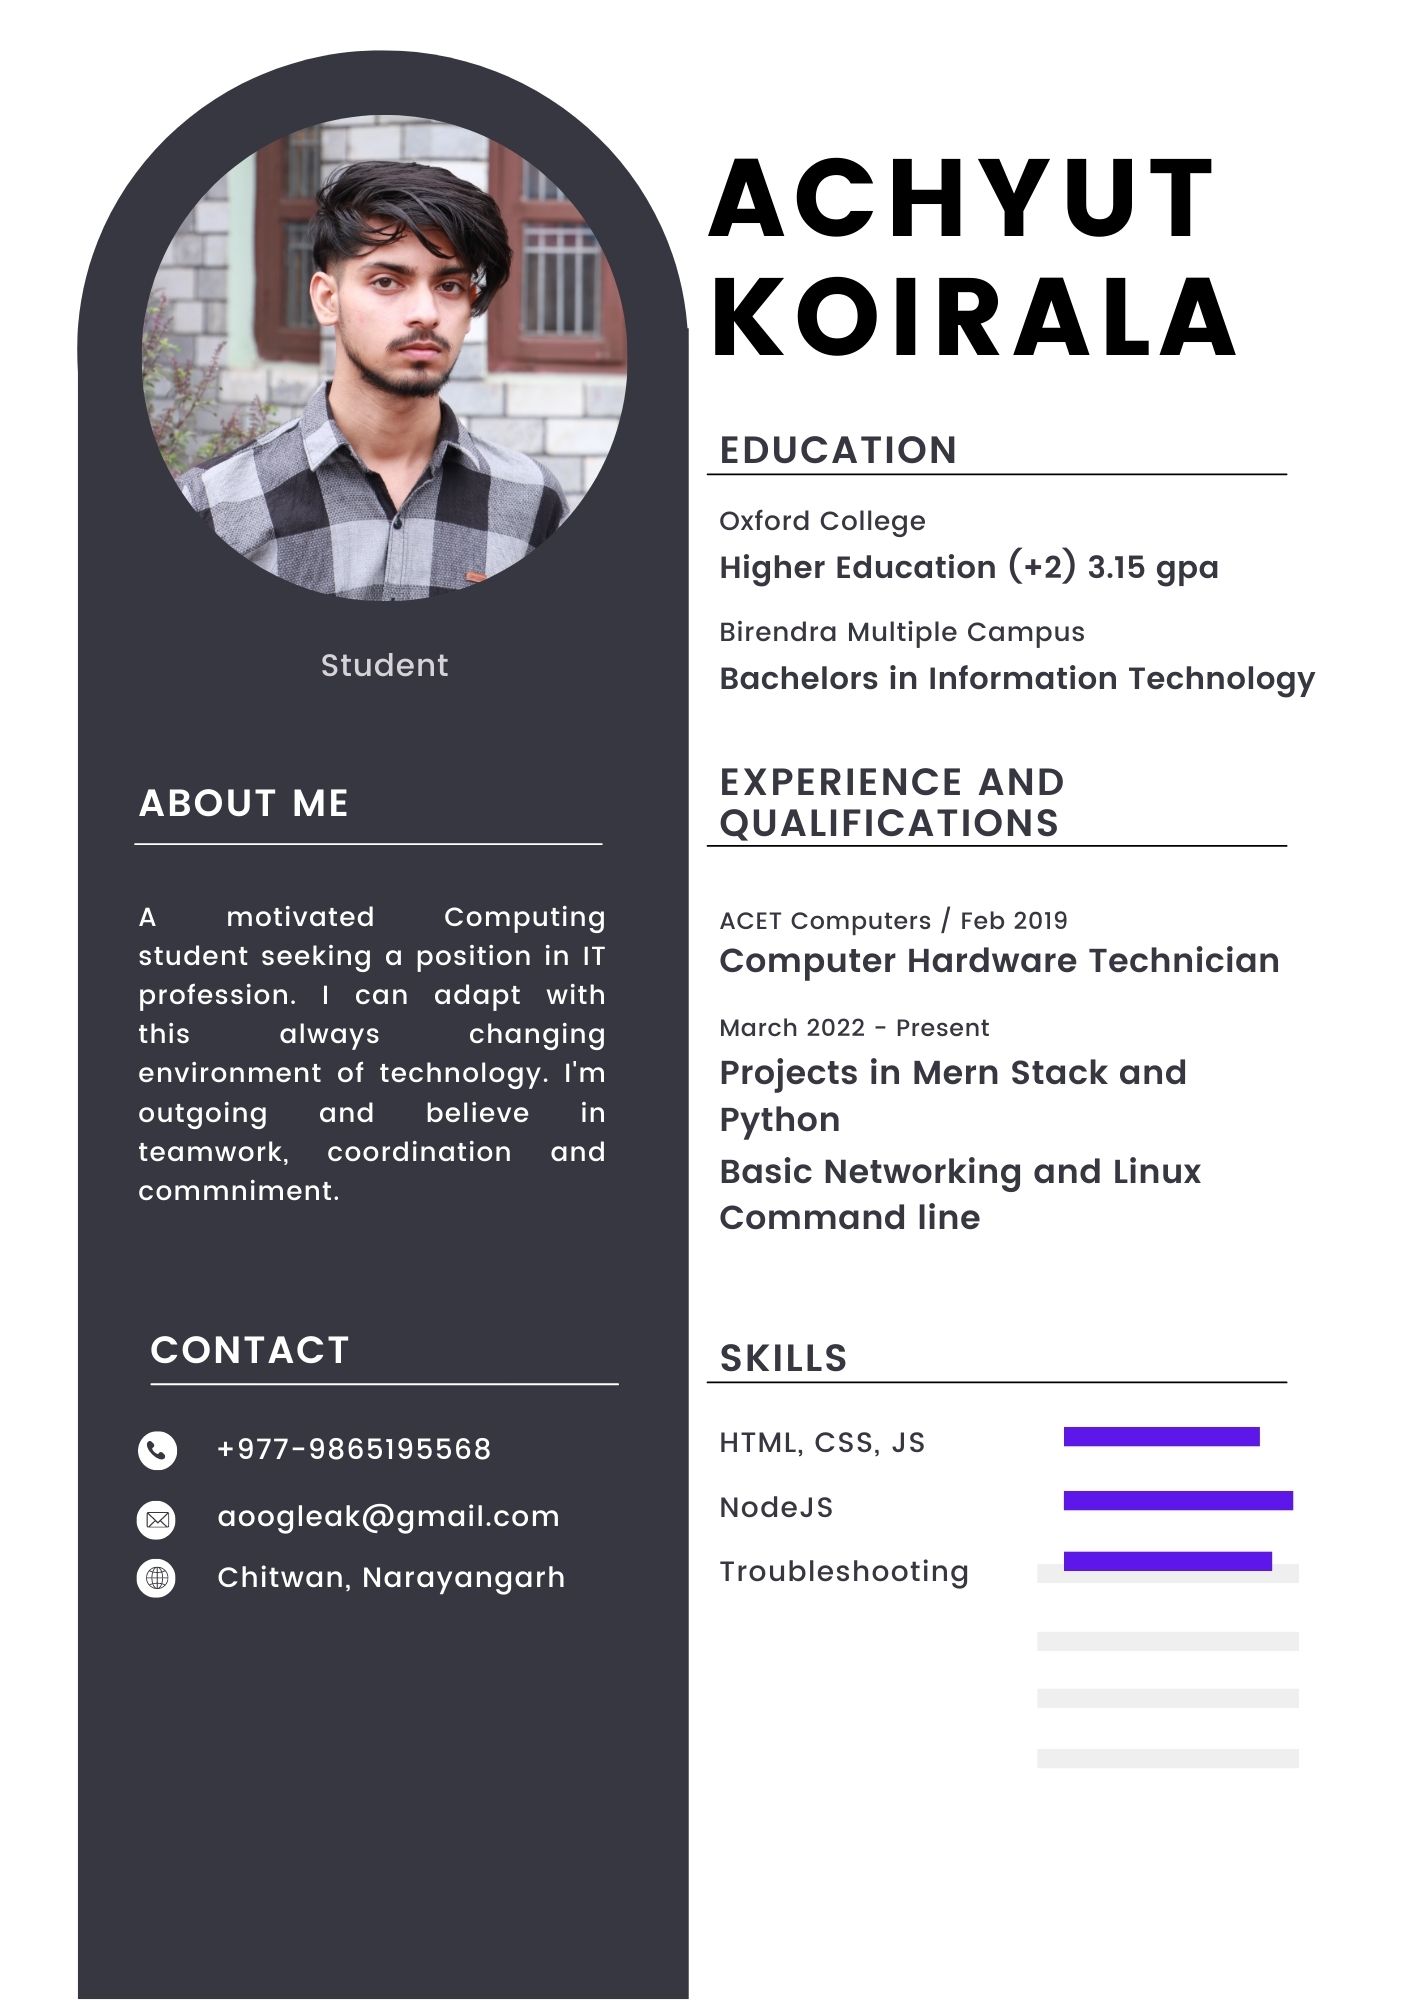 ACHYUT
KOIRALA
Student
ABOUT ME
A motivated Computing
student seeking a position in IT
profession. I can adapt with
this always changing
environment of technology. I'm
outgoing and believe in
teamwork, coordination and
commniment.
CONTACT
+977-9865195568
aoogleak@gmail.com
Chitwan, Narayangarh
EDUCATION
Oxford College
Higher Education (+2) 3.15 gpa
Birendra Multiple Campus
Bachelors in Information Technology
EXPERIENCE AND
QUALIFICATIONS
ACET Computers / Feb 2019
Computer Hardware Technician
March 2022 - Present
Projects in Mern Stack and
Python
Basic Networking and Linux
Command line
SKILLS
HTML, CSS, JS
NodeJS
Troubleshooting